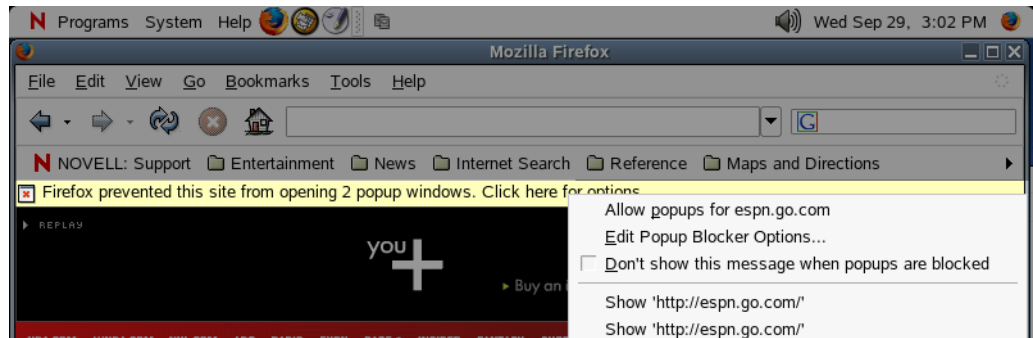 N Programs System Help Wed Sep 29, 3:02 PM
Mozilla Firefox
File Edit View Go Bookmarks Tools Help
G
N NOVELL: Support Entertainment News Internet Search Reference Maps and Directions
Firefox prevented this site from opening 2 popup windows. Click here for options
Allow popups for espn.go.com
Edit Popup Blocker Options...
Don't show this message when popups are blocked
Show 'http://espn.go.com/'
Show 'http://espn.go.com/'
REPLAY
you
Buy an